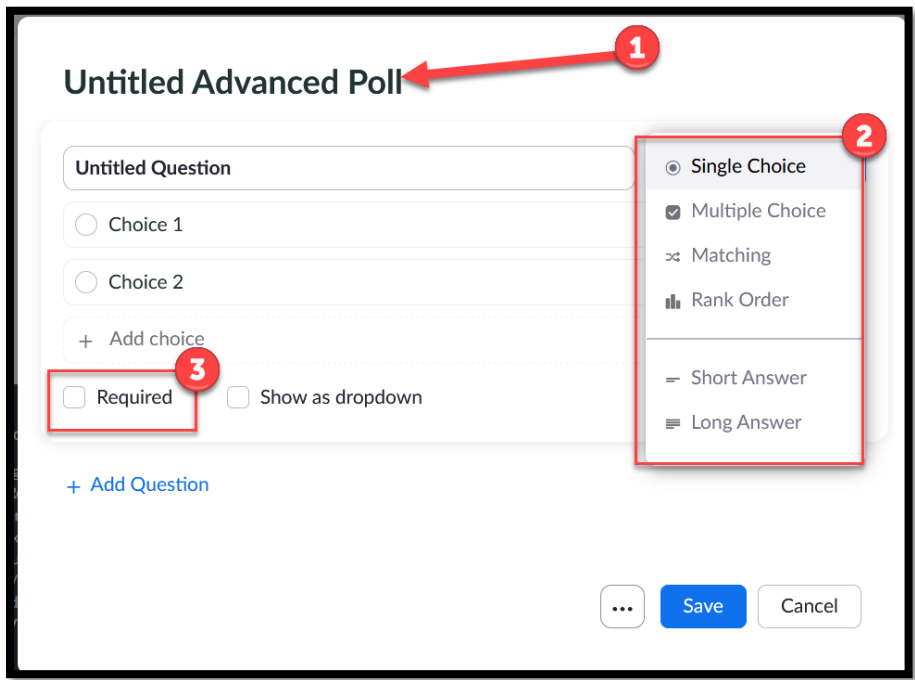 1
Untitled Advanced Poll
2
Untitled Question
Single Choice
Choice 1
Multiple Choice
Matching
Choice 2
Rank Order
+ Add choice
3
Short Answer
Required
Show as dropdown
Long Answer
+ Add Question
...
Save
Cancel